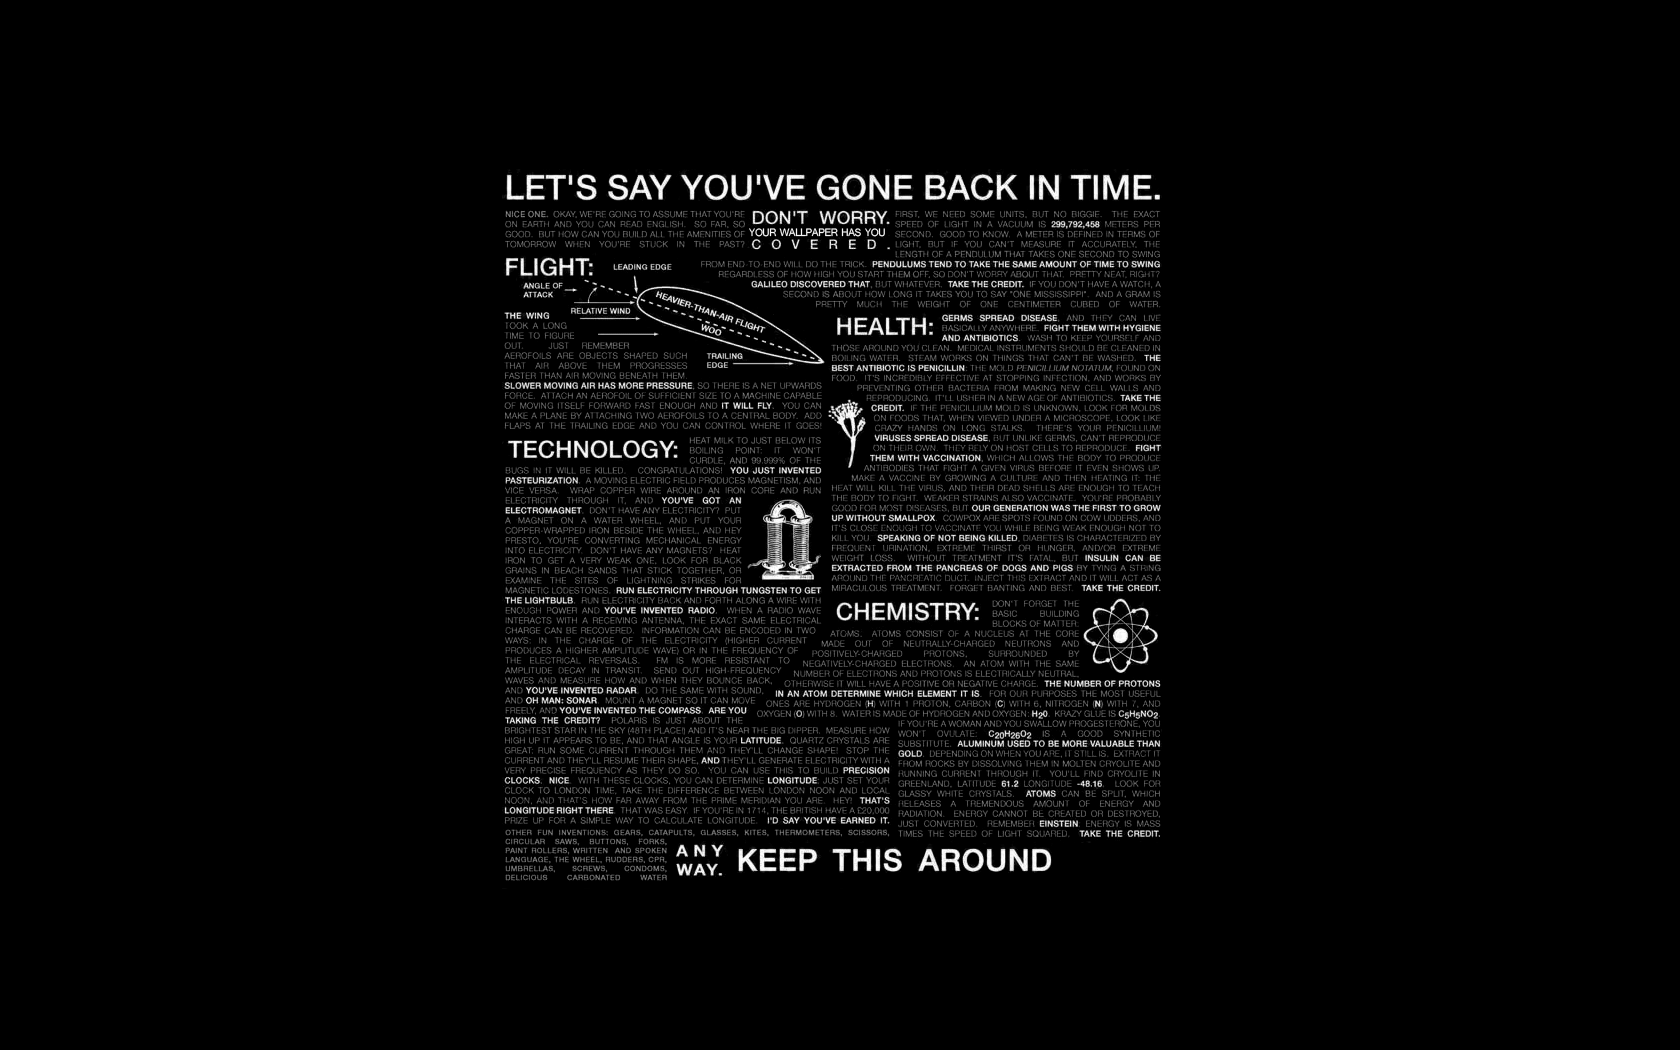 LET'S SAY YOU'VE GONE BACK IN TIME.
NICE ONE. OKAY, WE'RE GOING TO ASSUME THAT YOU'RE
ON EARTH AND YOU CAN READ ENGLISH. SO FAR, SO
GOOD. BUT HOW CAN YOU BUILD ALL THE AMENITIES OF
TOMORROW WHEN YOU'RE STUCK IN THE PAST?
DON'T WORRY.
YOUR WALLPAPER HAS YOU
COVERED.
FIRST, WE NEED SOME UNITS, BUT NO BIGGIE. THE EXACT
SPEED OF LIGHT IN A VACUUM IS 299,792,458 METERS PER
SECOND. GOOD TO KNOW. A METER IS DEFINED IN TERMS OF
LIGHT, BUT IF YOU CAN'T MEASURE IT ACCURATELY, THE
LENGTH OF A PENDULUM THAT TAKES ONE SECOND TO SWING
FROM END-TO-END WILL DO THE TRICK. PENDULUMS TEND TO TAKE THE SAME AMOUNT OF TIME TO SWING
REGARDLESS OF HOW HIGH YOU START THEM OFF, SO DON'T WORRY ABOUT THAT. PRETTY NEAT, RIGHT?
GALILEO DISCOVERED THAT, BUT WHATEVER. TAKE THE CREDIT. IF YOU DON'T HAVE A WATCH, A
SECOND IS ABOUT HOW LONG IT TAKES YOU TO SAY "ONE MISSISSIPPI". AND A GRAM IS
PRETTY MUCH THE WEIGHT OF ONE CENTIMETER CUBED OF WATER.
FLIGHT:
LEADING EDGE
ANGLE OF
ATTACK
RELATIVE WIND
HEAVIER-THAN-AIR FLIGHT
WOO
TRAILING
EDGE
THE WING
TOOK A LONG
TIME TO FIGURE
OUT. JUST REMEMBER
AEROFOILS ARE OBJECTS SHAPED SUCH
THAT AIR ABOVE THEM PROGRESSES
FASTER THAN AIR MOVING BENEATH THEM.
SLOWER MOVING AIR HAS MORE PRESSURE, SO THERE IS A NET UPWARDS
FORCE. ATTACH AN AEROFOIL OF SUFFICIENT SIZE TO A MACHINE CAPABLE
OF MOVING ITSELF FORWARD FAST ENOUGH AND IT WILL FLY. YOU CAN
MAKE A PLANE BY ATTACHING TWO AEROFOILS TO A CENTRAL BODY. ADD
FLAPS AT THE TRAILING EDGE AND YOU CAN CONTROL WHERE IT GOES!
TECHNOLOGY:
HEAT MILK TO JUST BELOW ITS
BOILING POINT: IT WON'T
CURDLE, AND 99.999% OF THE
BUGS IN IT WILL BE KILLED. CONGRATULATIONS! YOU JUST INVENTED
PASTEURIZATION. A MOVING ELECTRIC FIELD PRODUCES MAGNETISM, AND
VICE VERSA. WRAP COPPER WIRE AROUND AN IRON CORE AND RUN
ELECTRICITY THROUGH IT, AND YOU'VE GOT AN
ELECTROMAGNET. DON'T HAVE ANY ELECTRICITY? PUT
A MAGNET ON A WATER WHEEL, AND PUT YOUR
COPPER-WRAPPED IRON BESIDE THE WHEEL, AND HEY
PRESTO, YOU'RE CONVERTING MECHANICAL ENERGY
INTO ELECTRICITY. DON'T HAVE ANY MAGNETS? HEAT
IRON TO GET A VERY WEAK ONE, LOOK FOR BLACK
GRAINS IN BEACH SANDS THAT STICK TOGETHER, OR
EXAMINE THE SITES OF LIGHTNING STRIKES FOR
MAGNETIC LODESTONES. RUN ELECTRICITY THROUGH TUNGSTEN TO GET
THE LIGHTBULB. RUN ELECTRICITY BACK AND FORTH ALONG A WIRE WITH
ENOUGH POWER AND YOU'VE INVENTED RADIO. WHEN A RADIO WAVE
INTERACTS WITH A RECEIVING ANTENNA, THE EXACT SAME ELECTRICAL
CHARGE CAN BE RECOVERED. INFORMATION CAN BE ENCODED IN TWO
WAYS: IN THE CHARGE OF THE ELECTRICITY (HIGHER CURRENT
PRODUCES A HIGHER AMPLITUDE WAVE) OR IN THE FREQUENCY OF
THE ELECTRICAL REVERSALS. FM IS MORE RESISTANT TO
AMPLITUDE DECAY IN TRANSIT. SEND OUT HIGH-FREQUENCY
WAVES AND MEASURE HOW AND WHEN THEY BOUNCE BACK,
AND YOU'VE INVENTED RADAR. DO THE SAME WITH SOUND,
AND OH MAN: SONAR. MOUNT A MAGNET SO IT CAN MOVE
FREELY, AND YOU'VE INVENTED THE COMPASS. ARE YOU
TAKING THE CREDIT? POLARIS IS JUST ABOUT THE
BRIGHTEST STAR IN THE SKY (48TH PLACE!) AND IT'S NEAR THE BIG DIPPER. MEASURE HOW
HIGH UP IT APPEARS TO BE, AND THAT ANGLE IS YOUR LATITUDE. QUARTZ CRYSTALS ARE
GREAT: RUN SOME CURRENT THROUGH THEM AND THEY'LL CHANGE SHAPE! STOP THE
CURRENT AND THEY'LL RESUME THEIR SHAPE, AND THEY'LL GENERATE ELECTRICITY WITH A
VERY PRECISE FREQUENCY AS THEY DO SO. YOU CAN USE THIS TO BUILD PRECISION
CLOCKS. NICE. WITH THESE CLOCKS, YOU CAN DETERMINE LONGITUDE: JUST SET YOUR
CLOCK TO LONDON TIME, TAKE THE DIFFERENCE BETWEEN LONDON NOON AND LOCAL
NOON, AND THAT'S HOW FAR AWAY FROM THE PRIME MERIDIAN YOU ARE. HEY! THAT'S
LONGITUDE RIGHT THERE. THAT WAS EASY. IF YOU'RE IN 1714, THE BRITISH HAVE A £20,000
PRIZE UP FOR A SIMPLE WAY TO CALCULATE LONGITUDE. I'D SAY YOU'VE EARNED IT.
OTHER FUN INVENTIONS: GEARS, CATAPULTS, GLASSES, KITES, THERMOMETERS, SCISSORS,
CIRCULAR SAWS, BUTTONS, FORKS,
PAINT ROLLERS, WRITTEN AND SPOKEN
LANGUAGE, THE WHEEL, RUDDERS, CPR,
UMBRELLAS, SCREWS, CONDOMS,
DELICIOUS CARBONATED WATER
HEALTH:
GERMS SPREAD DISEASE, AND THEY CAN LIVE
BASICALLY ANYWHERE. FIGHT THEM WITH HYGIENE
AND ANTIBIOTICS. WASH TO KEEP YOURSELF AND
THOSE AROUND YOU CLEAN. MEDICAL INSTRUMENTS SHOULD BE CLEANED IN
BOILING WATER. STEAM WORKS ON THINGS THAT CAN'T BE WASHED. THE
BEST ANTIBIOTIC IS PENICILLIN: THE MOLD PENICILLIUM NOTATUM, FOUND ON
FOOD. IT'S INCREDIBLY EFFECTIVE AT STOPPING INFECTION, AND WORKS BY
PREVENTING OTHER BACTERIA FROM MAKING NEW CELL WALLS AND
REPRODUCING. IT'LL USHER IN A NEW AGE OF ANTIBIOTICS. TAKE THE
CREDIT. IF THE PENICILLIUM MOLD IS UNKNOWN, LOOK FOR MOLDS
ON FOODS THAT, WHEN VIEWED UNDER A MICROSCOPE, LOOK LIKE
CRAZY HANDS ON LONG STALKS. THERE'S YOUR PENICILLIUM!
VIRUSES SPREAD DISEASE, BUT UNLIKE GERMS, CAN'T REPRODUCE
ON THEIR OWN. THEY RELY ON HOST CELLS TO REPRODUCE. FIGHT
THEM WITH VACCINATION, WHICH ALLOWS THE BODY TO PRODUCE
ANTIBODIES THAT FIGHT A GIVEN VIRUS BEFORE IT EVEN SHOWS UP.
MAKE A VACCINE BY GROWING A CULTURE AND THEN HEATING IT: THE
HEAT WILL KILL THE VIRUS, AND THEIR DEAD SHELLS ARE ENOUGH TO TEACH
THE BODY TO FIGHT. WEAKER STRAINS ALSO VACCINATE. YOU'RE PROBABLY
GOOD FOR MOST DISEASES, BUT OUR GENERATION WAS THE FIRST TO GROW
UP WITHOUT SMALLPOX. COWPOX ARE SPOTS FOUND ON COW UDDERS, AND
IT'S CLOSE ENOUGH TO VACCINATE YOU WHILE BEING WEAK ENOUGH NOT TO
KILL YOU. SPEAKING OF NOT BEING KILLED, DIABETES IS CHARACTERIZED BY
FREQUENT URINATION, EXTREME THIRST OR HUNGER, AND/OR EXTREME
WEIGHT LOSS. WITHOUT TREATMENT IT'S FATAL, BUT INSULIN CAN BE
EXTRACTED FROM THE PANCREAS OF DOGS AND PIGS BY TYING A STRING
AROUND THE PANCREATIC DUCT. INJECT THIS EXTRACT AND IT WILL ACT AS A
MIRACULOUS TREATMENT. FORGET BANTING AND BEST. TAKE THE CREDIT.
CHEMISTRY:
DON'T FORGET THE
BASIC BUILDING
BLOCKS OF MATTER:
ATOMS. ATOMS CONSIST OF A NUCLEUS AT THE CORE
MADE OUT OF NEUTRALLY-CHARGED NEUTRONS AND
POSITIVELY-CHARGED PROTONS, SURROUNDED BY
NEGATIVELY-CHARGED ELECTRONS. AN ATOM WITH THE SAME
NUMBER OF ELECTRONS AND PROTONS IS ELECTRICALLY NEUTRAL,
OTHERWISE IT WILL HAVE A POSITIVE OR NEGATIVE CHARGE. THE NUMBER OF PROTONS
IN AN ATOM DETERMINE WHICH ELEMENT IT IS. FOR OUR PURPOSES THE MOST USEFUL
ONES ARE HYDROGEN (H) WITH 1 PROTON, CARBON (C) WITH 6, NITROGEN (N) WITH 7, AND
OXYGEN (O) WITH 8. WATER IS MADE OF HYDROGEN AND OXYGEN: H2O. KRAZY GLUE IS C5H5NO2.
IF YOU'RE A WOMAN AND YOU SWALLOW PROGESTERONE, YOU
WON'T OVULATE: C20H26O2 IS A GOOD SYNTHETIC
SUBSTITUTE. ALUMINUM USED TO BE MORE VALUABLE THAN
GOLD. DEPENDING ON WHEN YOU ARE, IT STILL IS. EXTRACT IT
FROM ROCKS BY DISSOLVING THEM IN MOLTEN CRYOLITE AND
RUNNING CURRENT THROUGH IT. YOU'LL FIND CRYOLITE IN
GREENLAND, LATITUDE 61.2 LONGITUDE -48.16. LOOK FOR
GLASSY WHITE CRYSTALS. ATOMS CAN BE SPLIT, WHICH
RELEASES A TREMENDOUS AMOUNT OF ENERGY AND
RADIATION. ENERGY CANNOT BE CREATED OR DESTROYED,
JUST CONVERTED. REMEMBER EINSTEIN: ENERGY IS MASS
TIMES THE SPEED OF LIGHT SQUARED. TAKE THE CREDIT.
ANY
WAY.
KEEP THIS AROUND